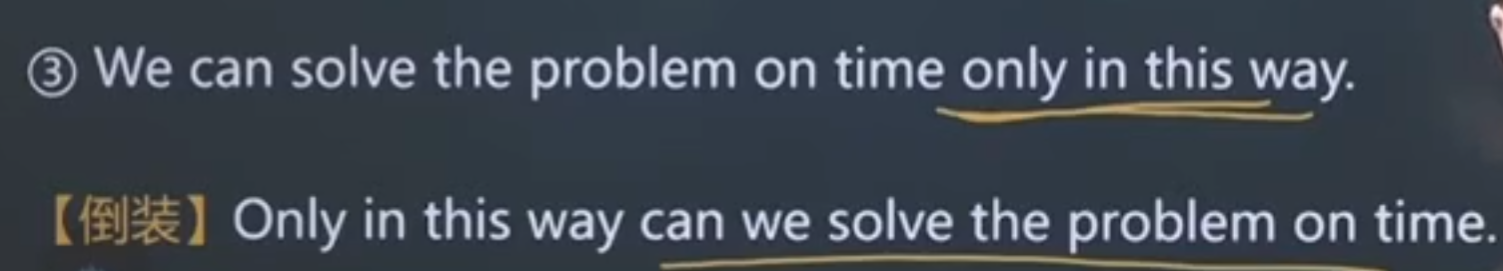 ③ We can solve the problem on time only in this way.
【倒装】Only in this way can we solve the problem on time.